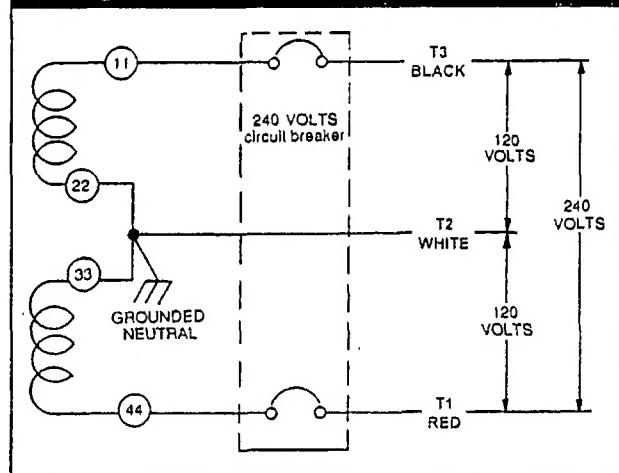 11
T3
BLACK
240 VOLTS
circuit breaker
120
VOLTS
22
T2
WHITE
240
VOLTS
33
GROUNDED
NEUTRAL
120
VOLTS
44
T1
RED